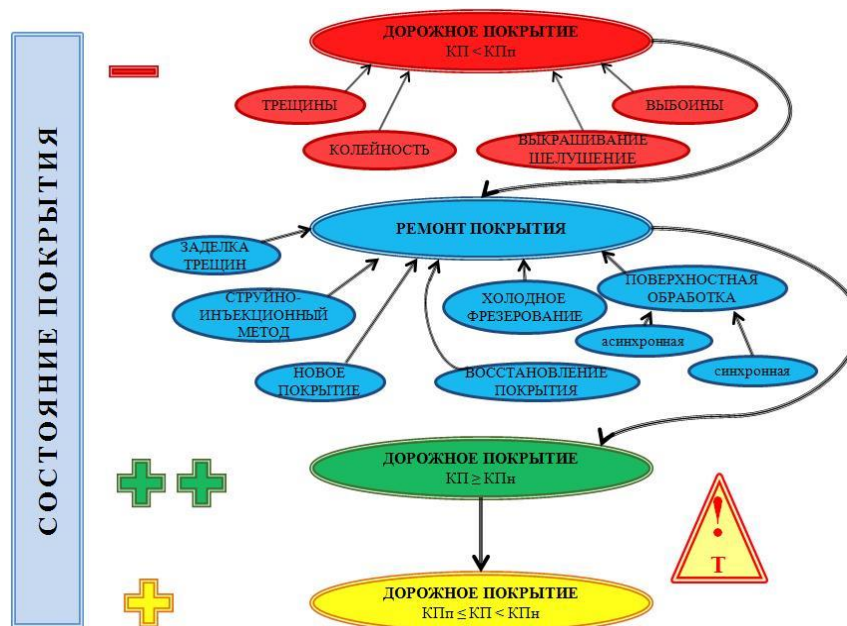 СОСТОЯНИЕ ПОКРЫТИЯ
ДОРОЖНОЕ ПОКРЫТИЕ
КП < КПп
ТРЕЩИНЫ
ВЫБОИНЫ
КОЛЕЙНОСТЬ
ВЫКРАШИВАНИЕ
ШЕЛУШЕНИЕ
РЕМОНТ ПОКРЫТИЯ
ЗАДЕЛКА
ТРЕЩИН
СТРУЙНО-
ИНЪЕКЦИОННЫЙ
МЕТОД
ХОЛОДНОЕ
ФРЕЗЕРОВАНИЕ
ПОВЕРХНОСТНАЯ
ОБРАБОТКА
асинхронная
синхронная
НОВОЕ
ПОКРЫТИЕ
ВОССТАНОВЛЕНИЕ
ПОКРЫТИЯ
ДОРОЖНОЕ ПОКРЫТИЕ
КП ≥ КПн
!
Т
ДОРОЖНОЕ ПОКРЫТИЕ
КПп ≤ КП < КПн